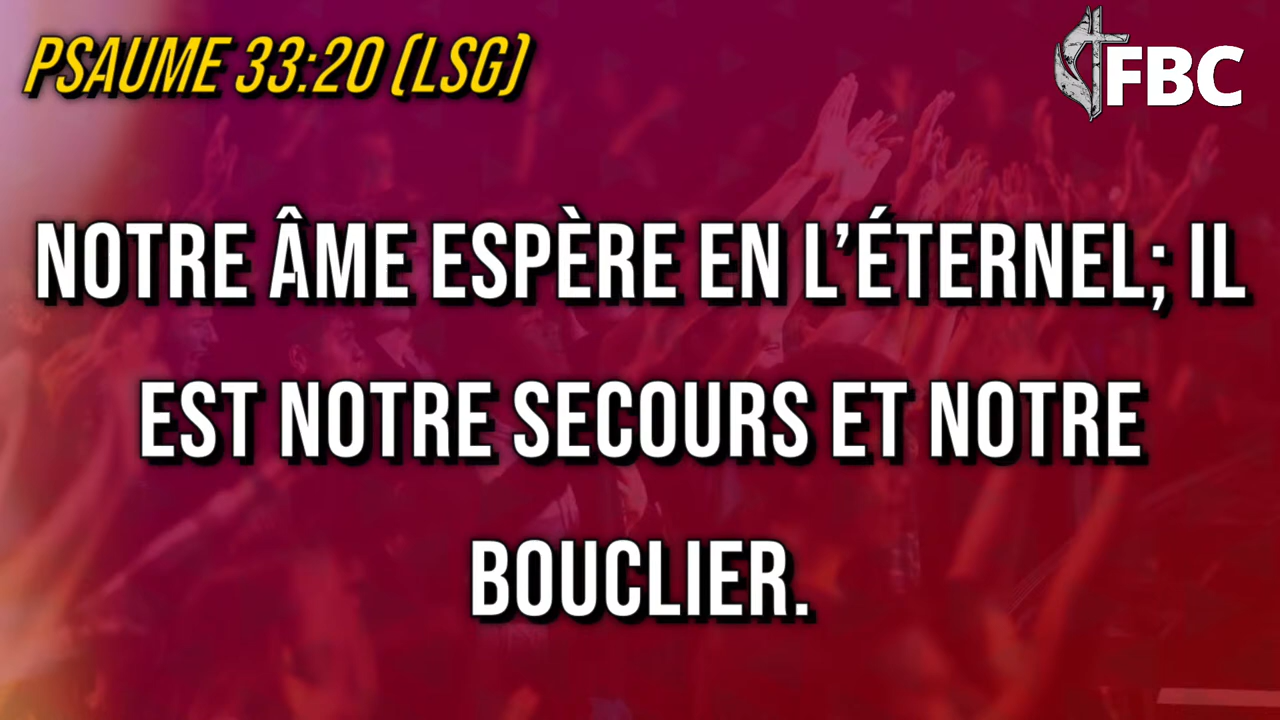 PSAUME 33:20 (LSG)
FBC
NOTRE ÂME ESPÈRE EN L’ÉTERNEL; IL
EST NOTRE SECOURS ET NOTRE
BOUCLIER.